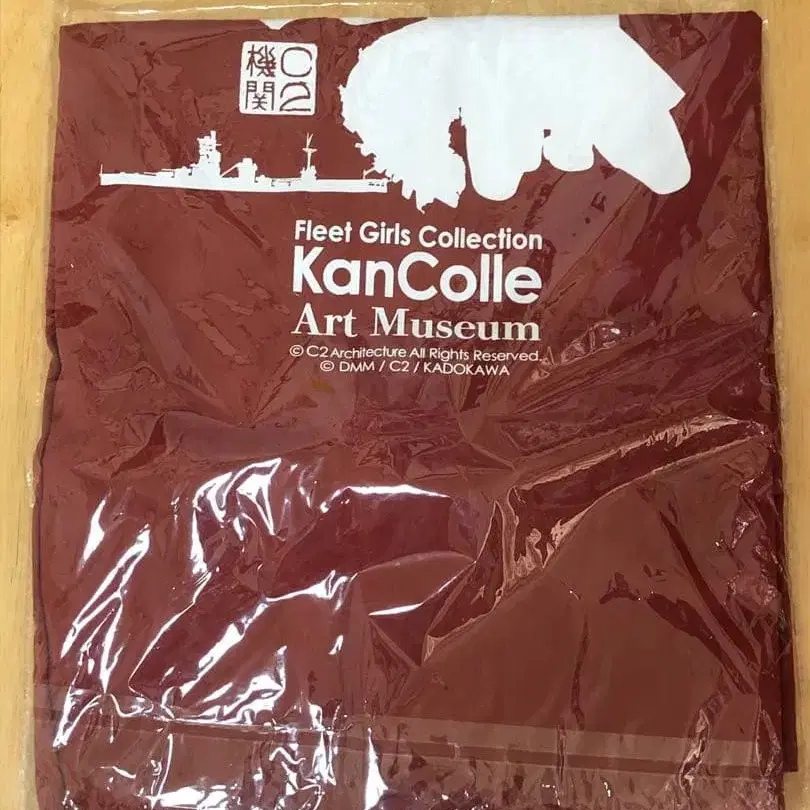 機関
C2
Fleet Girls Collection
KanColle
Art Museum
© C2 Architecture All Rights Reserved.
© DMM / C2 / KADOKAWA